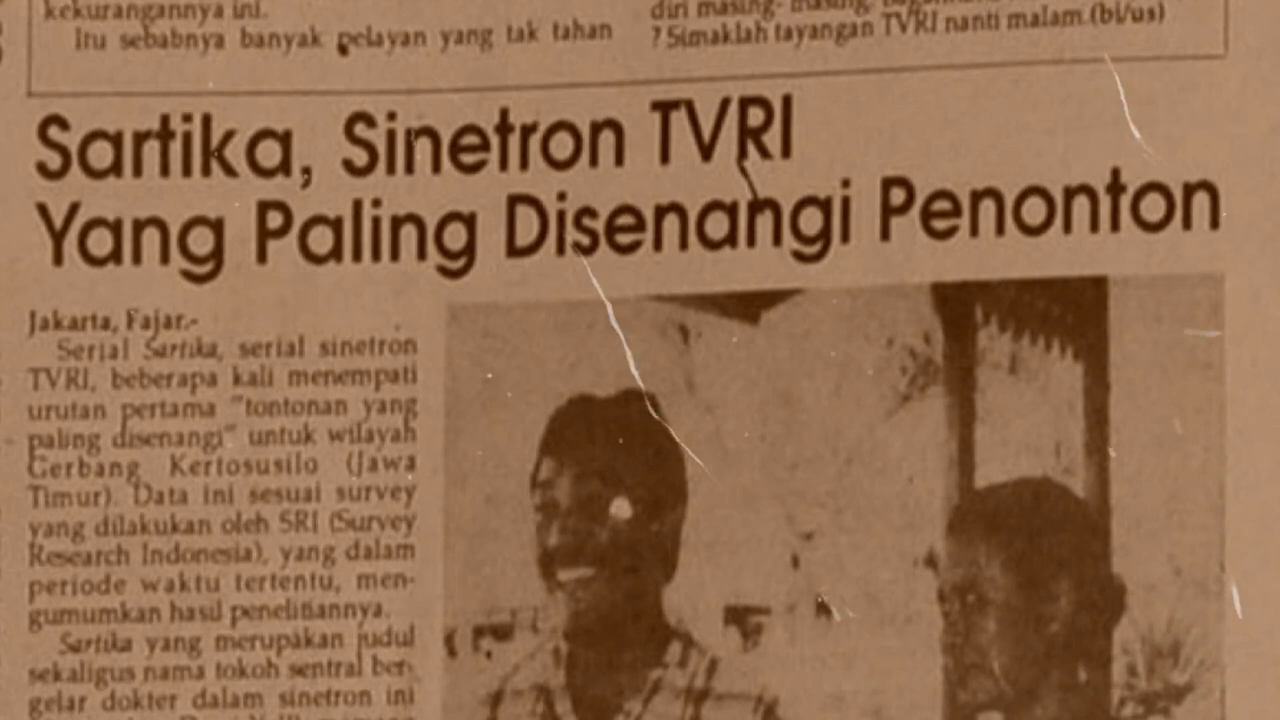 kekurangannya ini.
Itu sebabnya banyak pelayan yang tak tahan
diri masing- masing,
? Simaklah tayangan TVRI nanti malam.(bl/us)
Sartika, Sinetron TVRI
Yang Paling Disenangi Penonton
Jakarta, Fajar.-
Serial Sartika, serial sinetron
TVRI, beberapa kali menempati
urutan pertama "tontonan yang
paling disenangi" untuk wilayah
Gerbang Kertosusilo (Jawa
Timur). Data ini sesuai survey
yang dilakukan oleh SRI (Survey
Research Indonesia), yang dalam
periode waktu tertentu, men-
gumumkan hasil penelitiannya.
Sartika yang merupakan judul
sekaligus nama tokoh sentral ber-
gelar dokter dalam sinetron ini